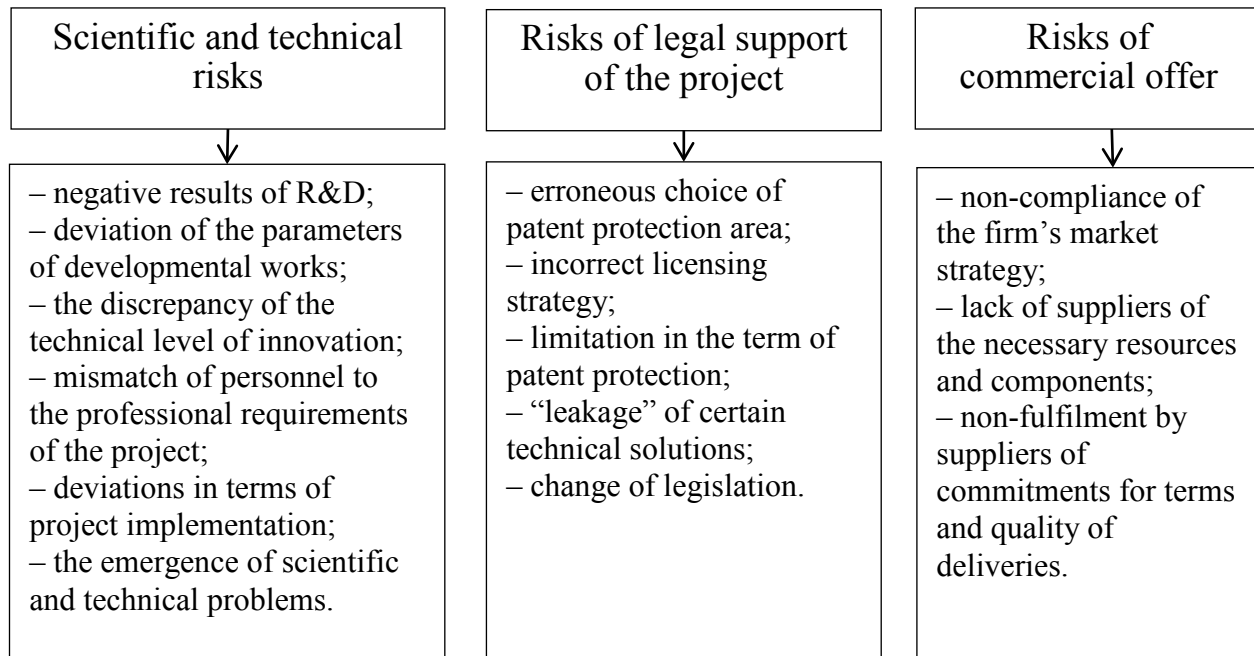 Scientific and technical
risks
Risks of legal support
of the project
Risks of
commercial offer
– negative results of R&D;
– deviation of the parameters
of developmental works;
– the discrepancy of the
technical level of innovation;
– mismatch of personnel to
the professional requirements
of the project;
– deviations in terms of
project implementation;
– the emergence of scientific
and technical problems.
– erroneous choice of
patent protection area;
– incorrect licensing
strategy;
– limitation in the term of
patent protection;
– “leakage” of certain
technical solutions;
– change of legislation.
– non-compliance of
the firm’s market
strategy;
– lack of suppliers of
the necessary resources
and components;
– non-fulfilment by
suppliers of
commitments for terms
and quality of
deliveries.